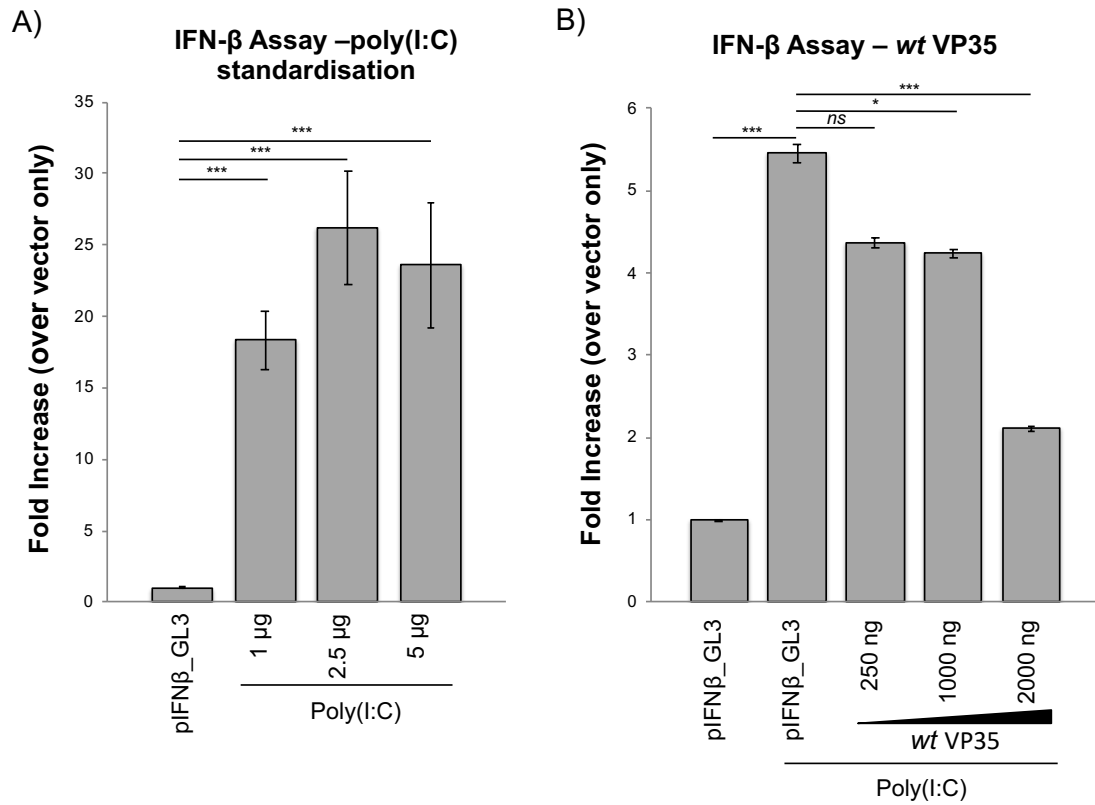 A)
IFN-β Assay –poly(I:C)
standardisation
Fold Increase (over vector only)
35
30
25
20
15
10
5
0
***
***
***
pIFNβ_GL3
1 µg
2.5 µg
5 µg
Poly(I:C)
B)
IFN-β Assay – wt VP35
Fold Increase (over vector only)
6
5
4
3
2
1
0
***
*
ns
***
pIFNβ_GL3
pIFNβ_GL3
250 ng
1000 ng
2000 ng
wt VP35
Poly(I:C)